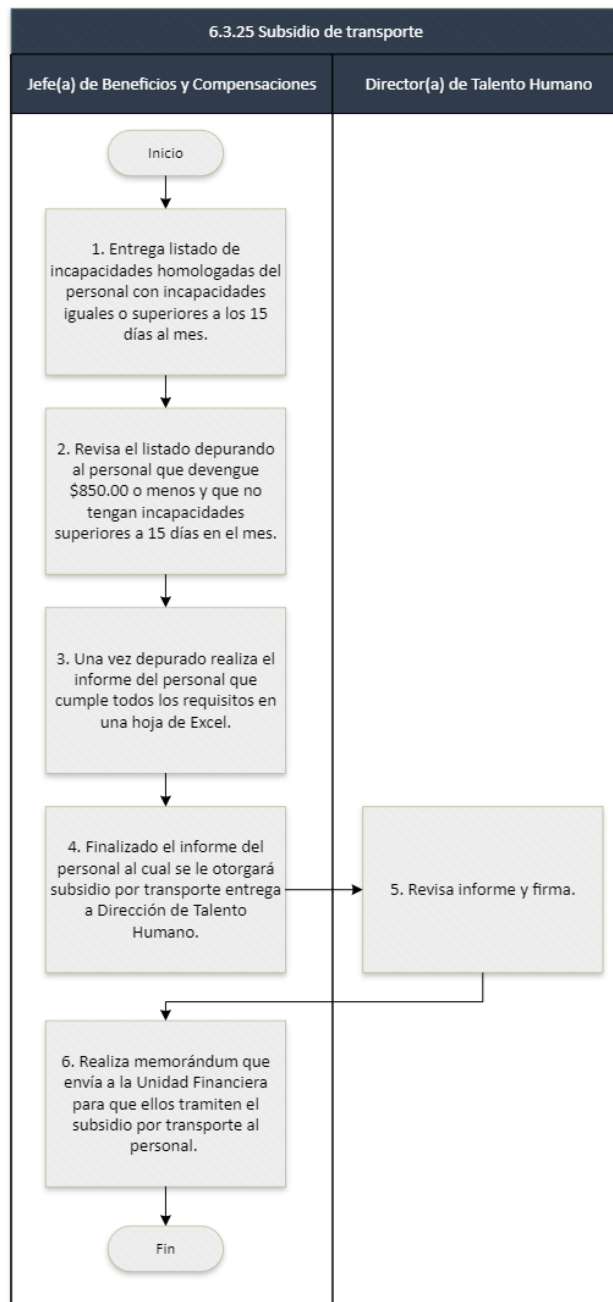 6.3.25 Subsidio de transporte
Jefe(a) de Beneficios y Compensaciones
Director(a) de Talento Humano
Inicio
1. Entrega listado de
incapacidades homologadas del
personal con incapacidades
iguales o superiores a los 15
días al mes.
2. Revisa el listado depurando
al personal que devengue
$850.00 o menos y que no
tengan incapacidades
superiores a 15 días en el mes.
3. Una vez depurado realiza el
informe del personal que
cumple todos los requisitos en
una hoja de Excel.
4. Finalizado el informe del
personal al cual se le otorgará
subsidio por transporte entrega
a Dirección de Talento
Humano.
5. Revisa informe y firma.
6. Realiza memorándum que
envía a la Unidad Financiera
para que ellos tramiten el
subsidio por transporte al
personal.
Fin